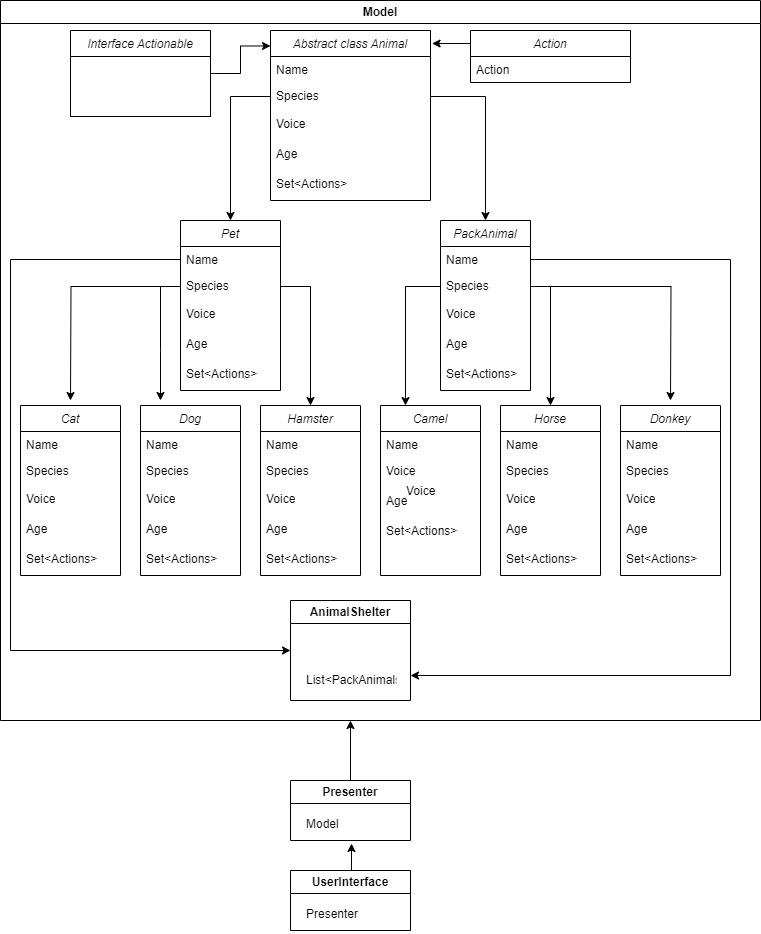 Model
Interface Actionable
Abstract class Animal
Name
Species
Voice
Age
Set<Actions>
Action
Action
Pet
Name
Species
Voice
Age
Set<Actions>
PackAnimal
Name
Species
Voice
Age
Set<Actions>
Cat
Name
Species
Voice
Age
Set<Actions>
Dog
Name
Species
Voice
Age
Set<Actions>
Hamster
Name
Species
Voice
Age
Set<Actions>
Camel
Name
Voice
Voice
Age
Set<Actions>
Horse
Name
Species
Voice
Age
Set<Actions>
Donkey
Name
Species
Voice
Age
Set<Actions>
AnimalShelter
List<PackAnimals
Presenter
Model
UserInterface
Presenter